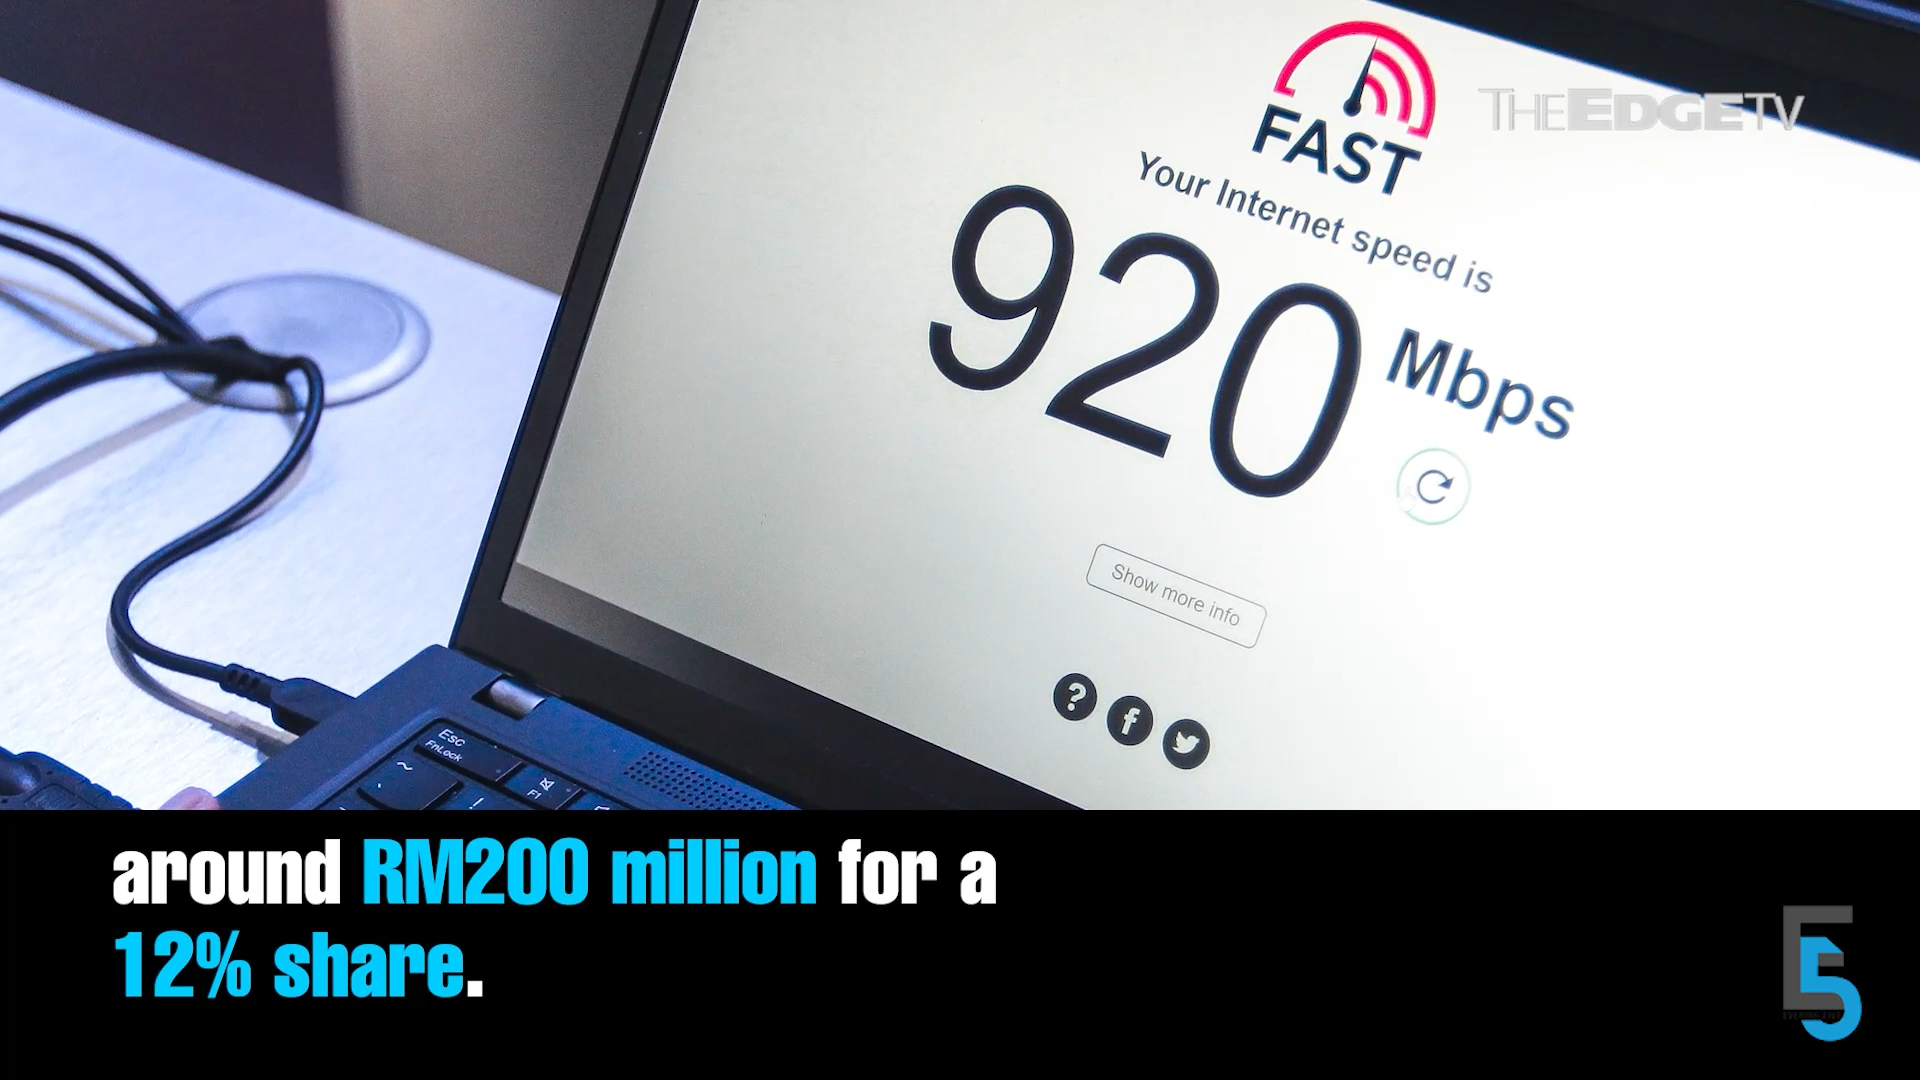 FAST
THEEDGETV
Your Internet speed is
920 Mbps
Show more info
Esc
FnLock
F1
around RM200 million for a
12% share.
E5